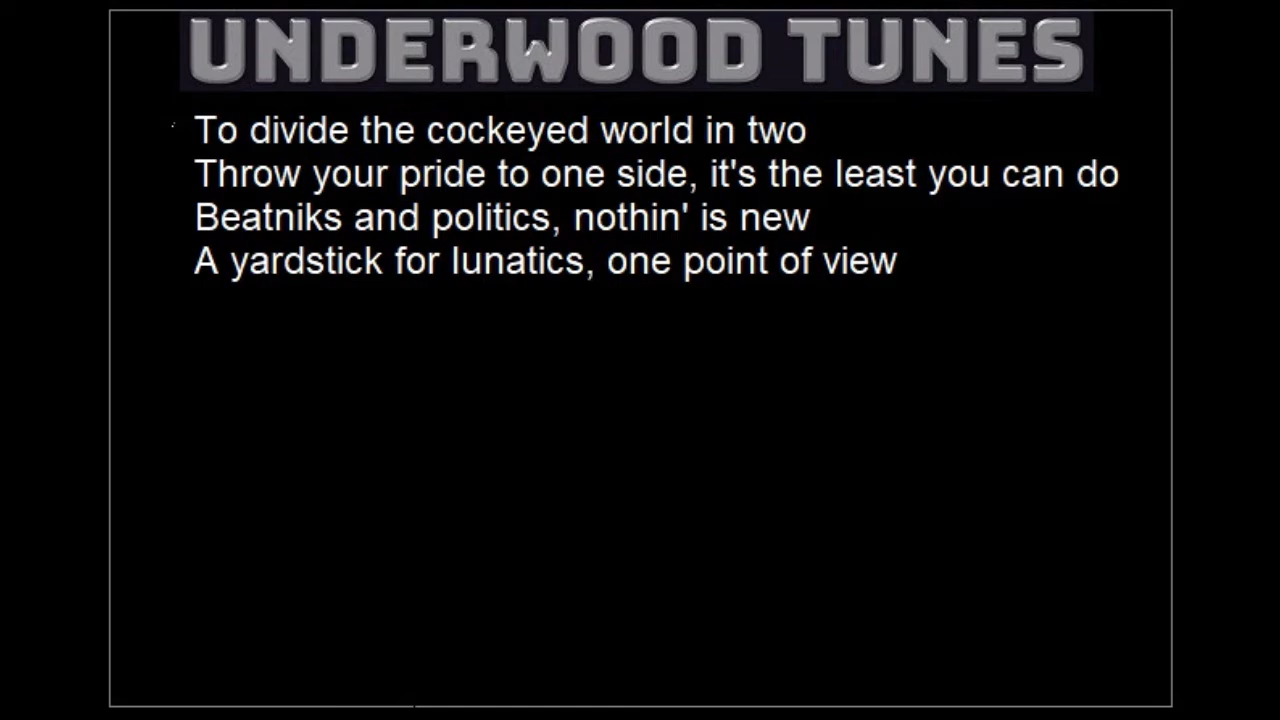 UNDERWOOD TUNES
To divide the cockeyed world in two
Throw your pride to one side, it's the least you can do
Beatniks and politics, nothin' is new
A yardstick for lunatics, one point of view